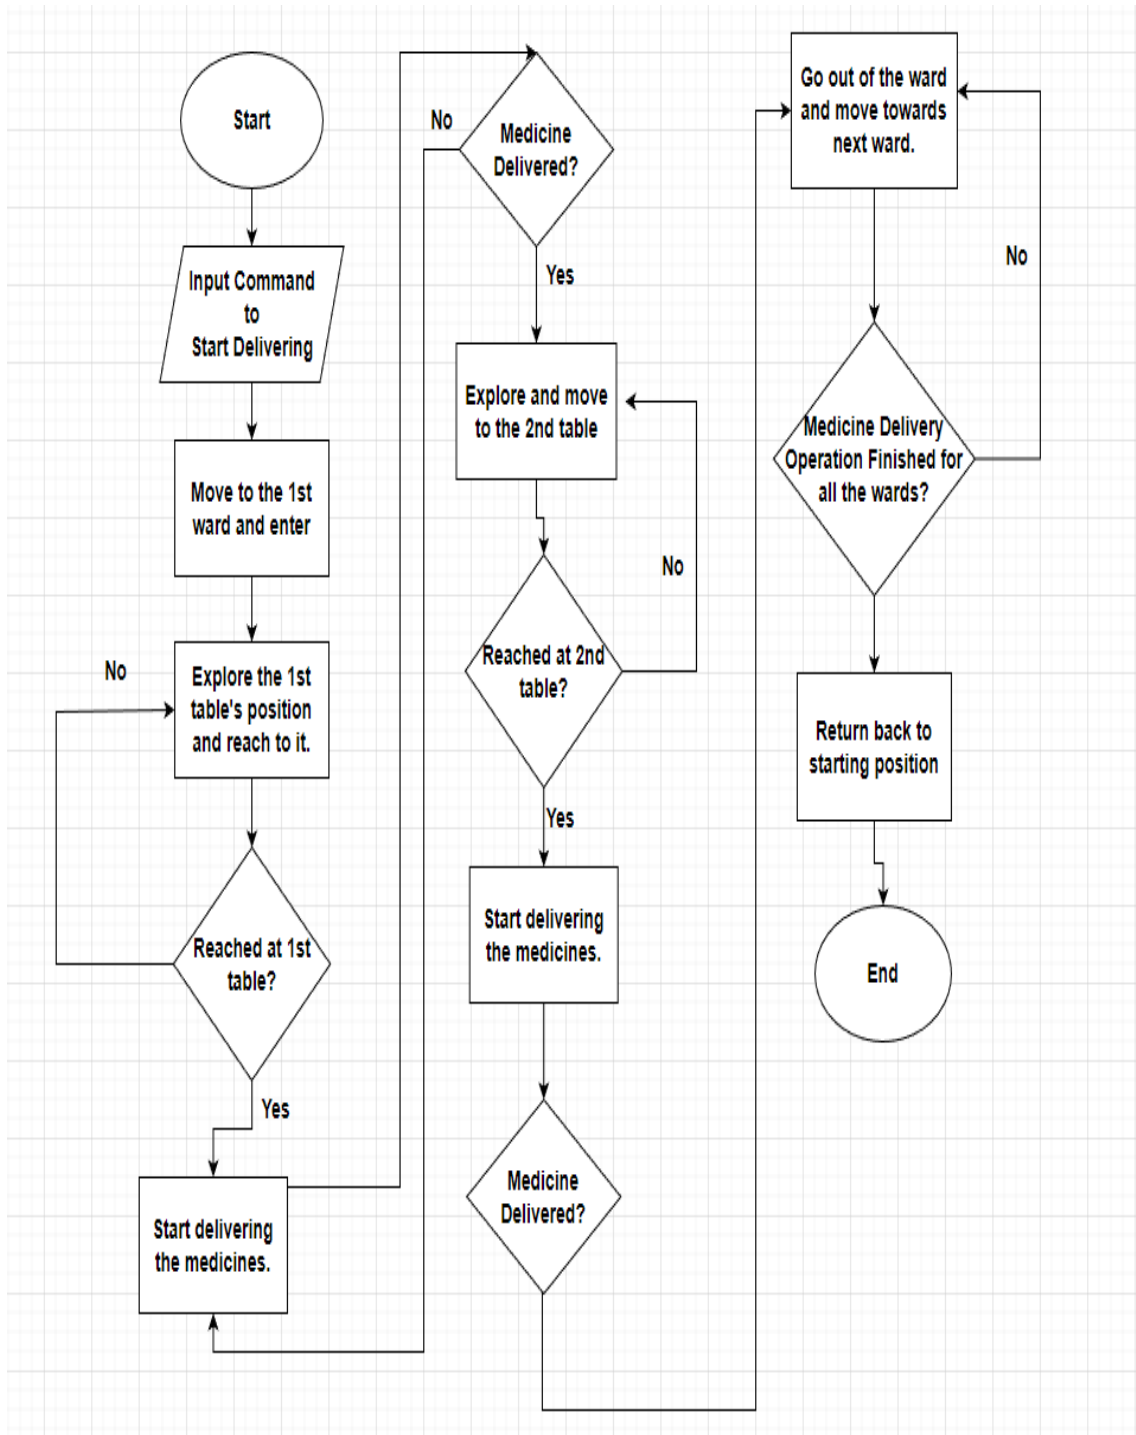 Start
Input Command
to
Start Delivering
Move to the 1st
ward and enter
No
Explore the 1st
table's position
and reach to it.
Reached at 1st
table?
Yes
Start delivering
the medicines.
No
Medicine
Delivered?
Yes
Explore and move
to the 2nd table
No
Reached at 2nd
table?
Yes
Start delivering
the medicines.
Medicine
Delivered?
Go out of the ward
and move towards
next ward.
No
Medicine Delivery
Operation Finished for
all the wards?
Return back to
starting position
End